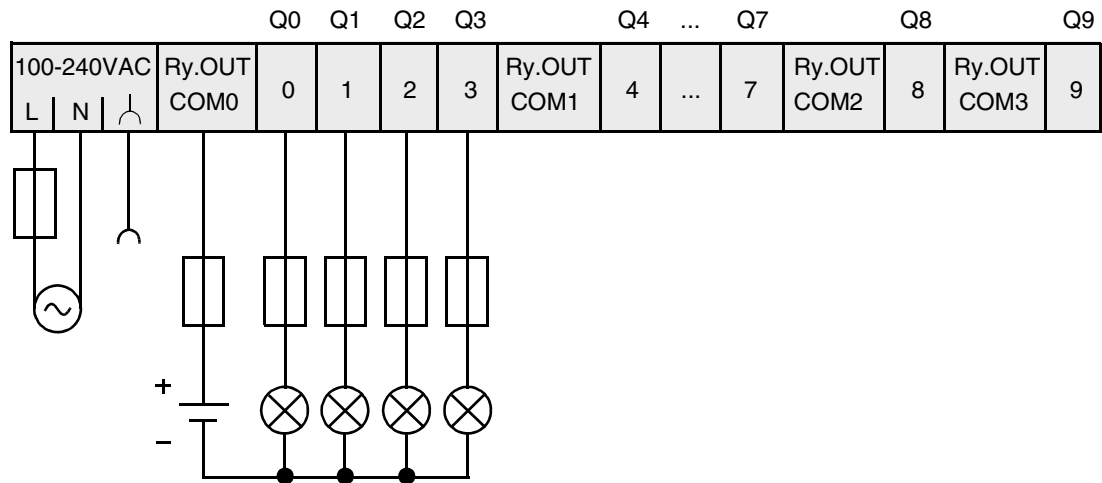 Q0 Q1 Q2 Q3 Q4 ... Q7 Q8 Q9
100-240VAC Ry.OUT COM0 0 1 2 3 Ry.OUT COM1 4 ... 7 Ry.OUT COM2 8 Ry.OUT COM3 9
L N
+
−